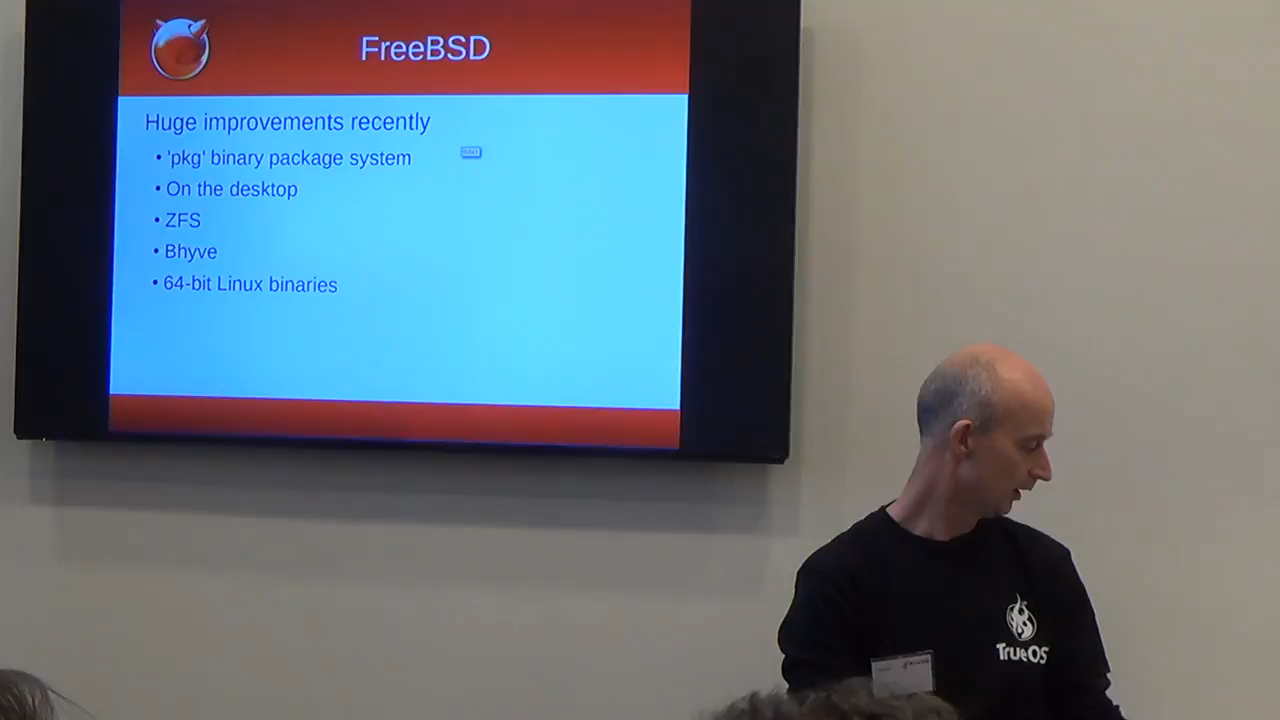 FreeBSD
Huge improvements recently
• 'pkg' binary package system
• On the desktop
• ZFS
• Bhyve
• 64-bit Linux binaries
TrueOS